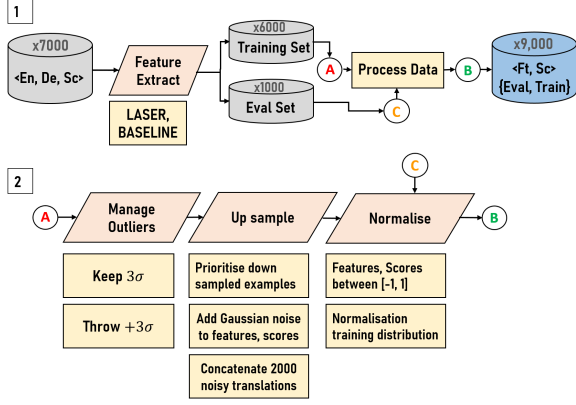 1
x7000
<En, De, Sc>
Feature
Extract
LASER,
BASELINE
x6000
Training Set
x1000
Eval Set
A
Process Data
C
B
x9,000
<Ft, Sc>
{Eval, Train}
2
A
Manage
Outliers
Up sample
C
Normalise
B
Keep 3σ
Throw +3σ
Prioritise down
sampled examples
Add Gaussian noise
to features, scores
Concatenate 2000
noisy translations
Features, Scores
between [-1, 1]
Normalisation
training distribution